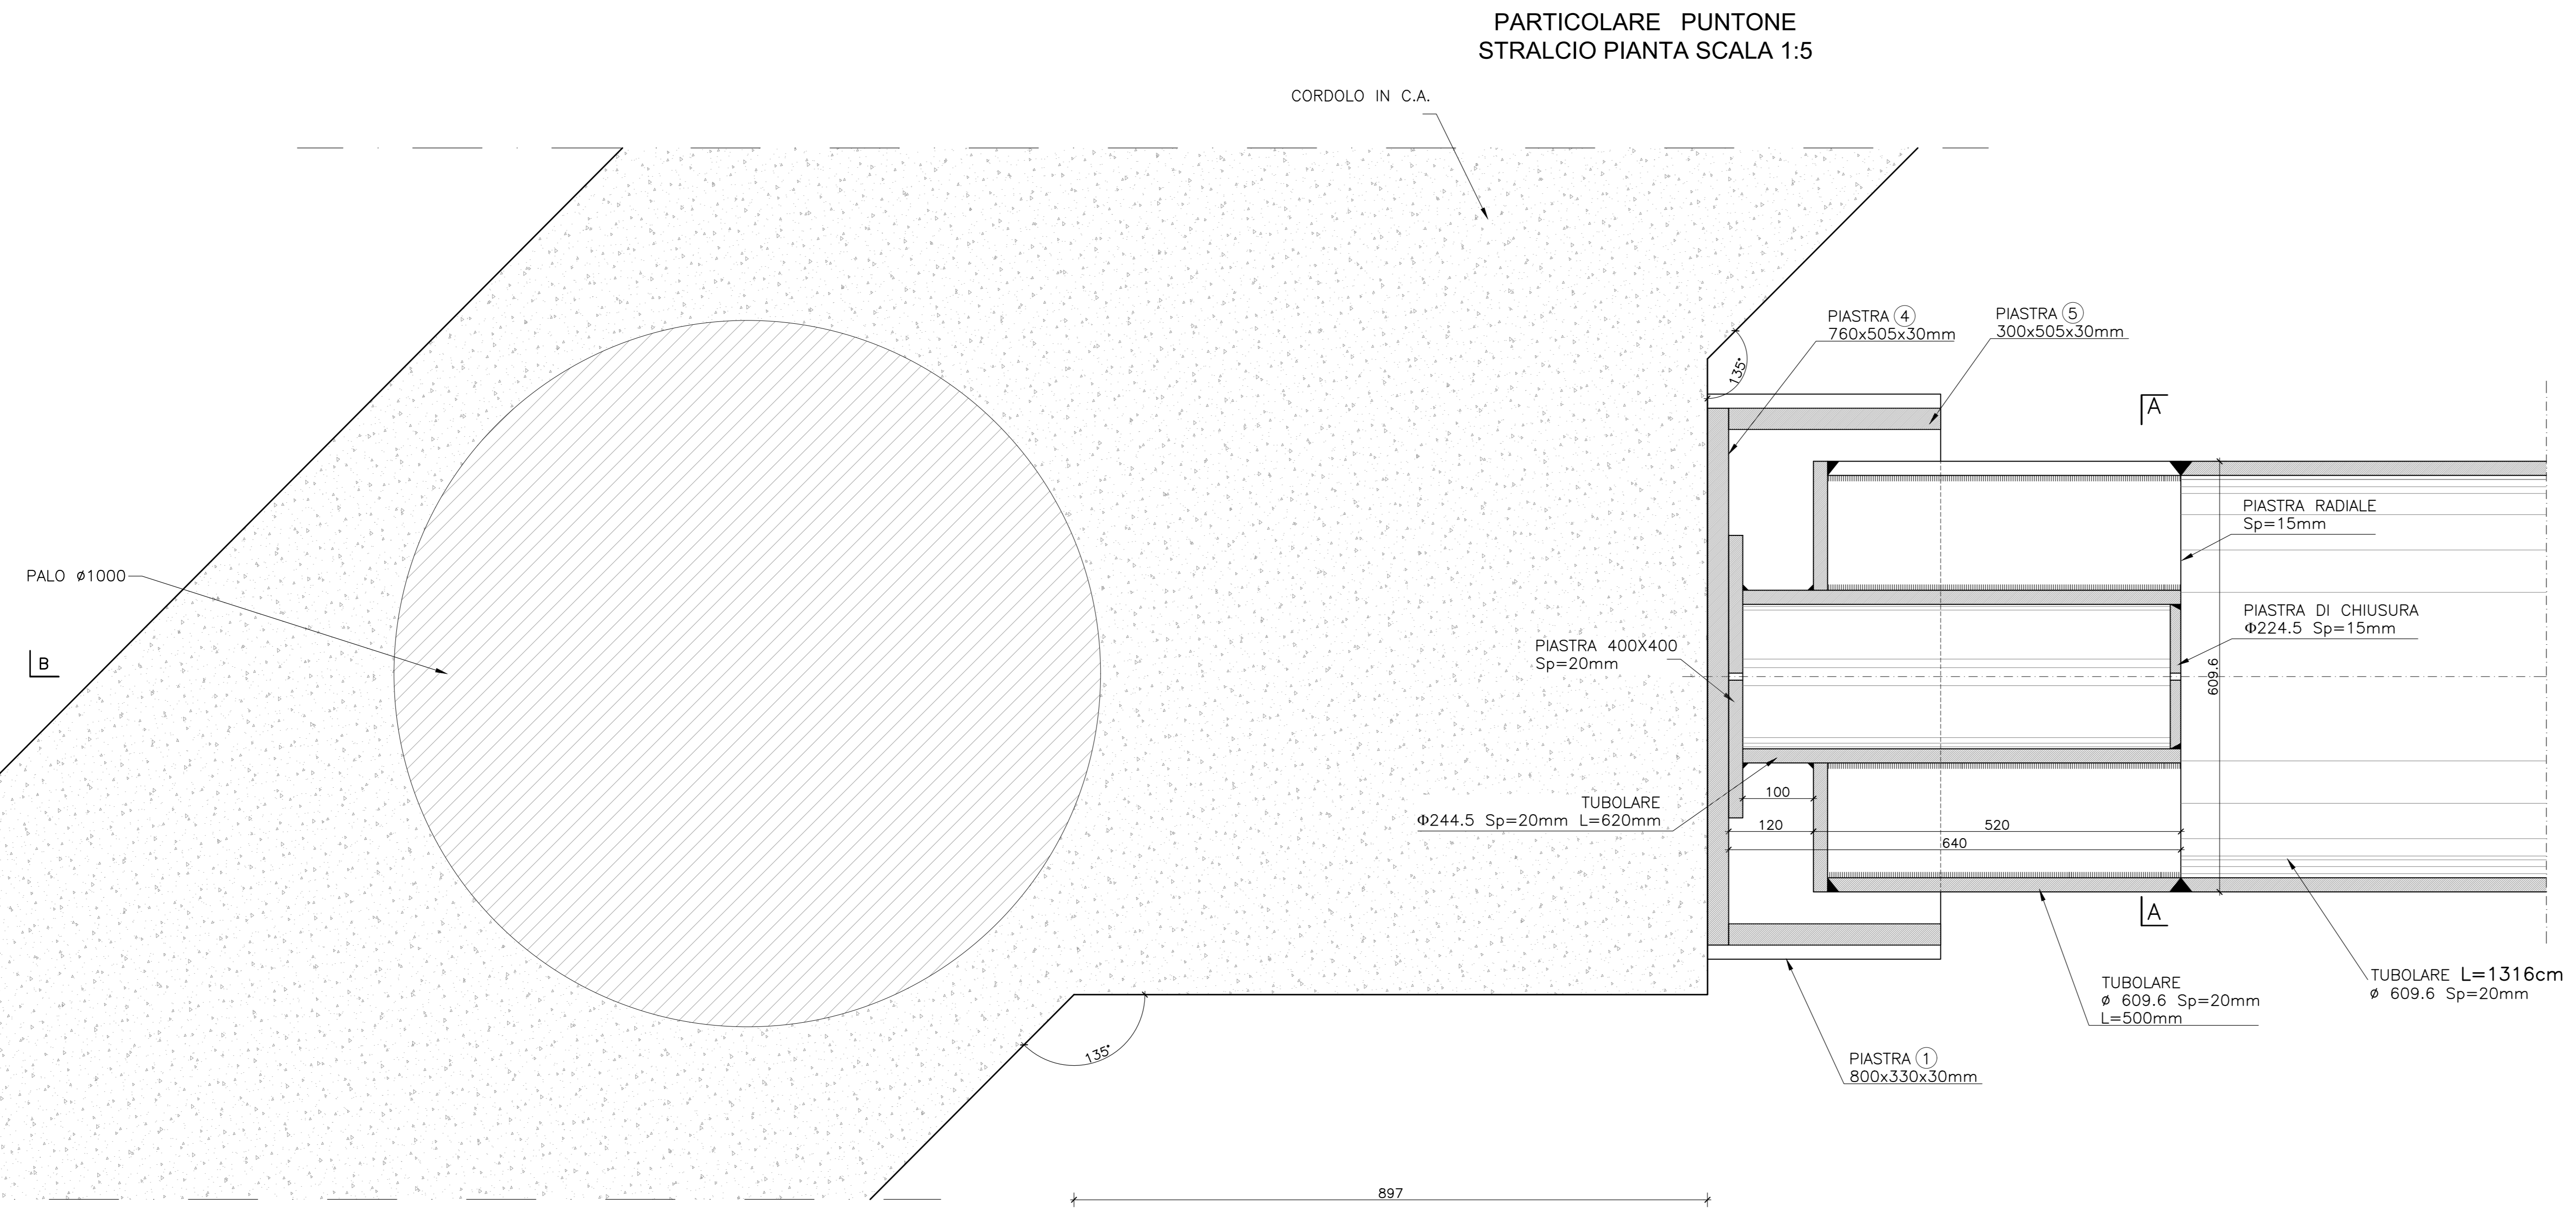 PARTICOLARE PUNTONE
STRALCIO PIANTA SCALA 1:5
CORDOLO IN C.A.
PIASTRA 4
760x505x30mm
PIASTRA 5
300x505x30mm
135°
A
PIASTRA RADIALE
Sp=15mm
PALO ø1000
B
PIASTRA DI CHIUSURA
Φ224.5 Sp=15mm
PIASTRA 400X400
Sp=20mm
609.6
TUBOLARE
Φ244.5 Sp=20mm L=620mm
100
120
520
640
A
TUBOLARE L=1316cm
ø 609.6 Sp=20mm
TUBOLARE
ø 609.6 Sp=20mm
L=500mm
135°
PIASTRA 1
800x330x30mm
897